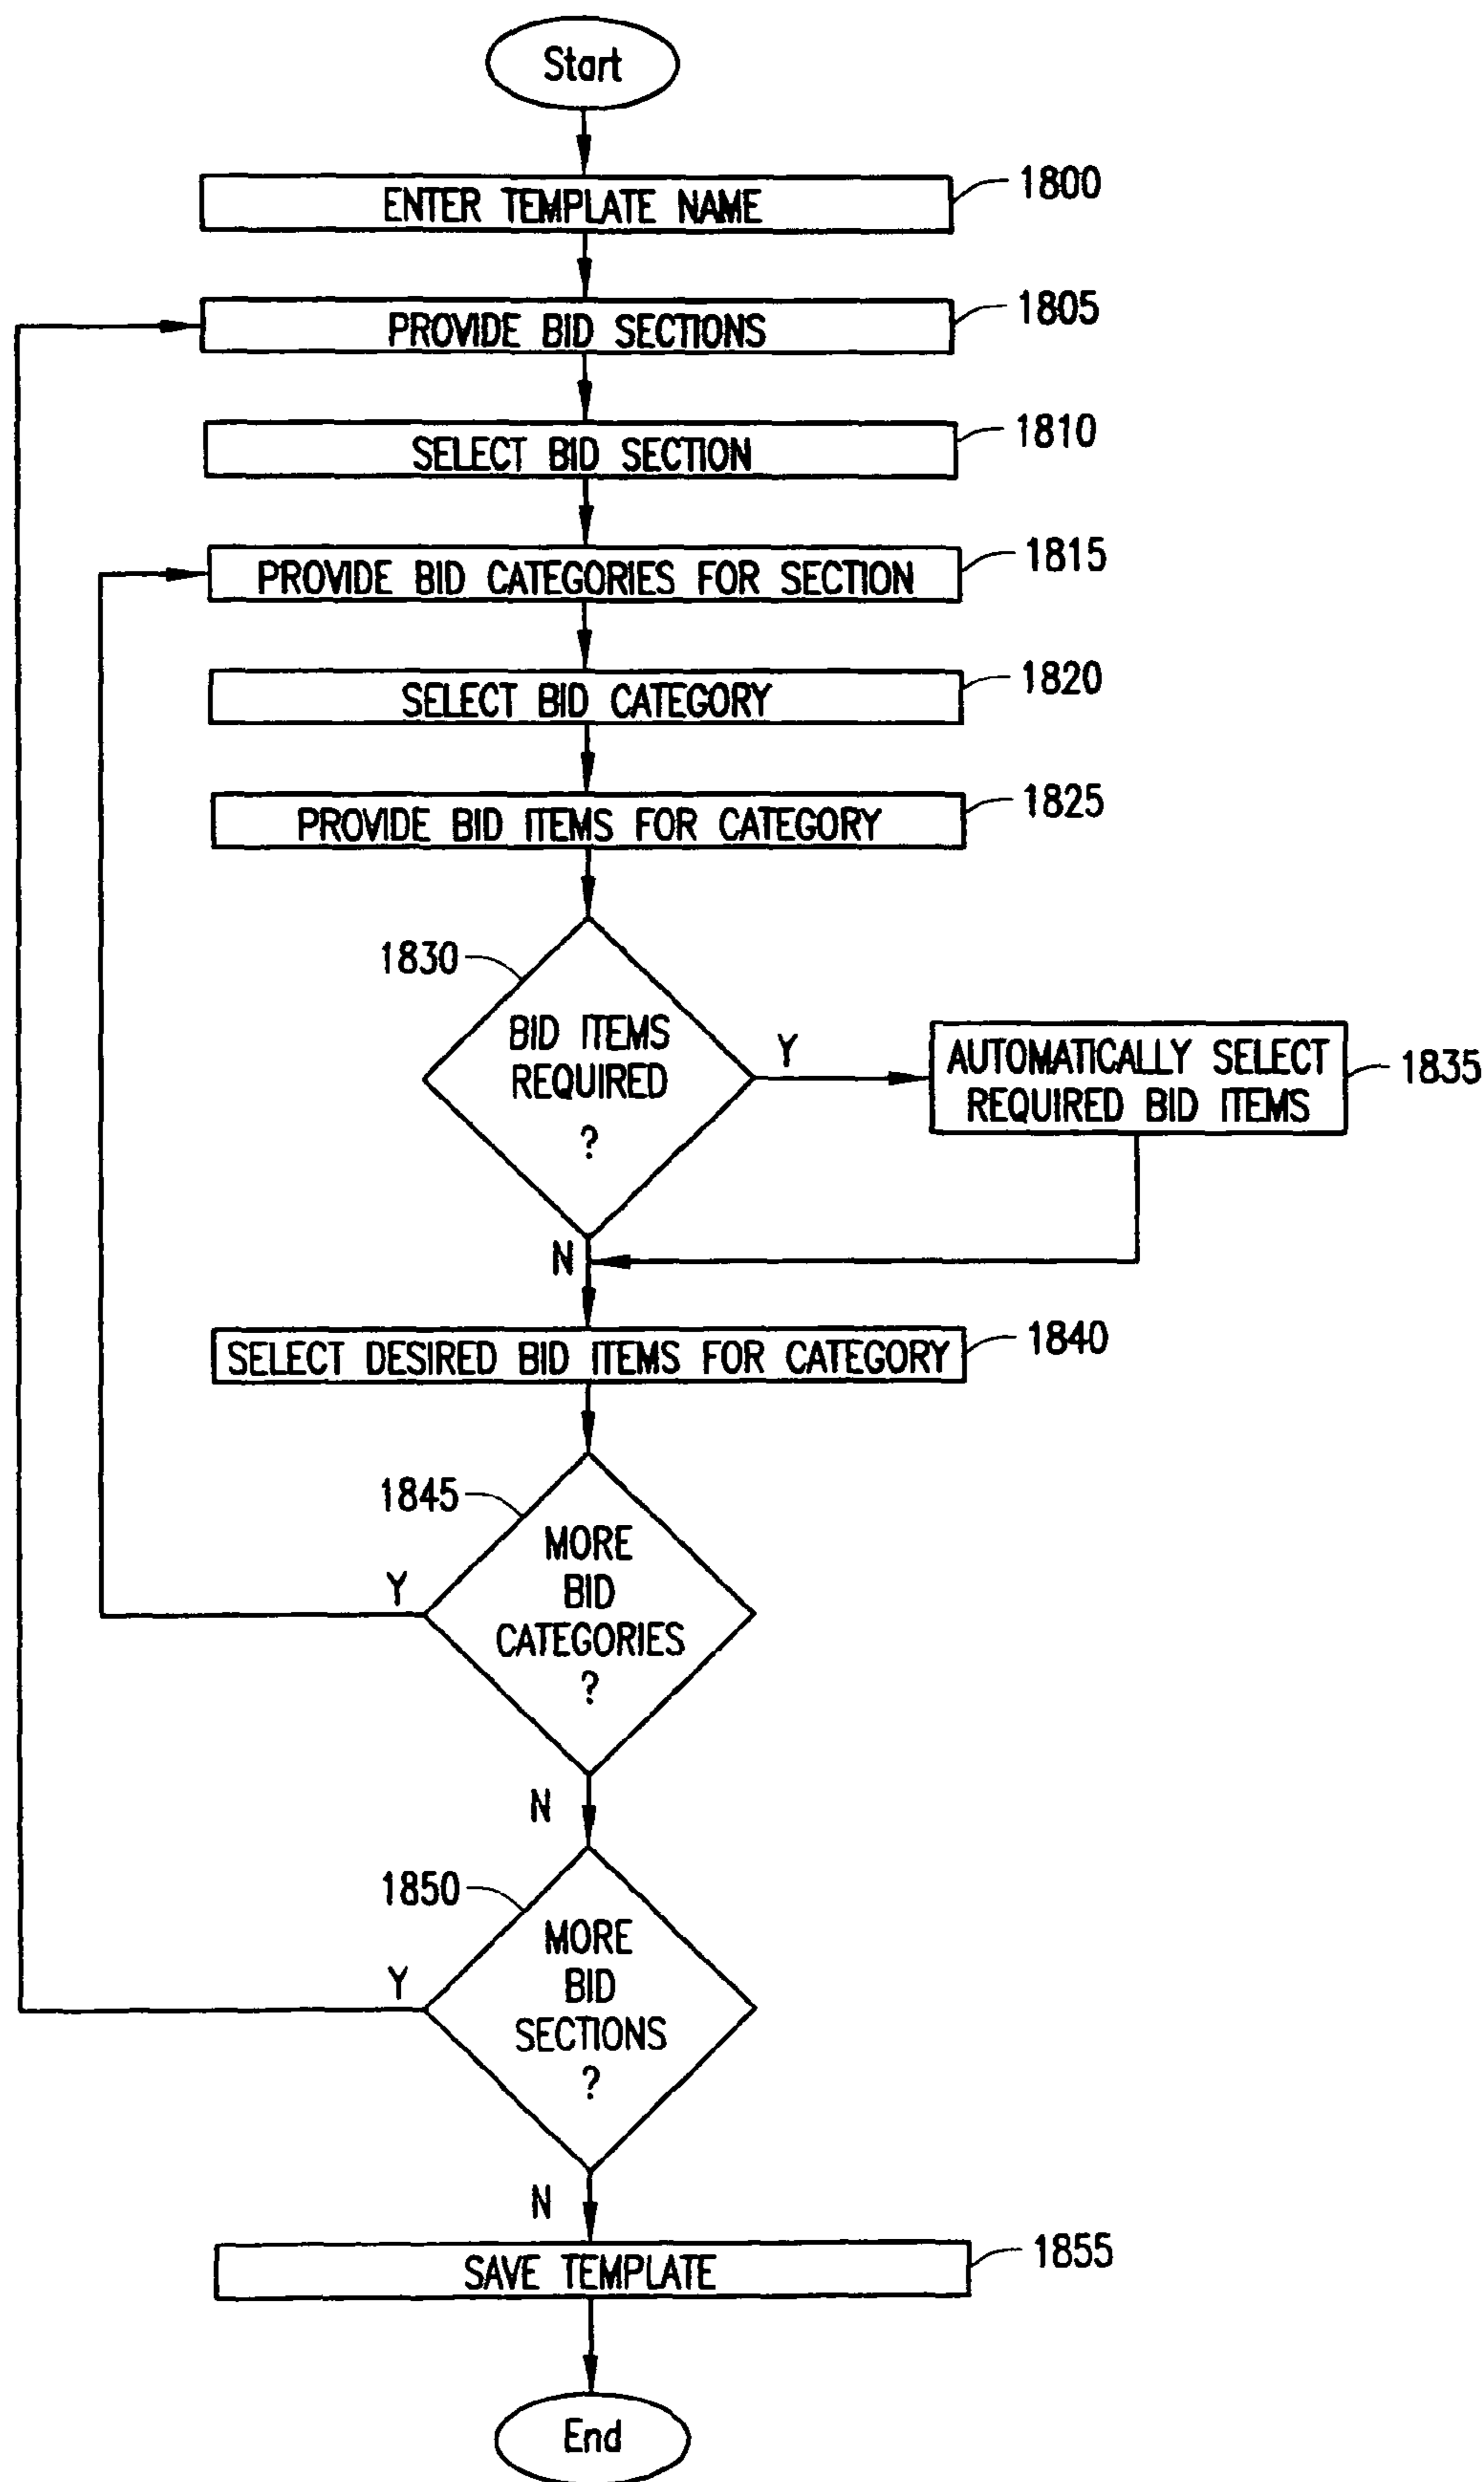 Start
ENTER TEMPLATE NAME
1800
PROVIDE BID SECTIONS
1805
SELECT BID SECTION
1810
PROVIDE BID CATEGORIES FOR SECTION
1815
SELECT BID CATEGORY
1820
PROVIDE BID ITEMS FOR CATEGORY
1825
1830
BID ITEMS
REQUIRED
?
Y
AUTOMATICALLY SELECT
REQUIRED BID ITEMS
1835
N
SELECT DESIRED BID ITEMS FOR CATEGORY
1840
1845
MORE
BID
CATEGORIES
?
Y
N
1850
MORE
BID
SECTIONS
?
Y
N
SAVE TEMPLATE
1855
End